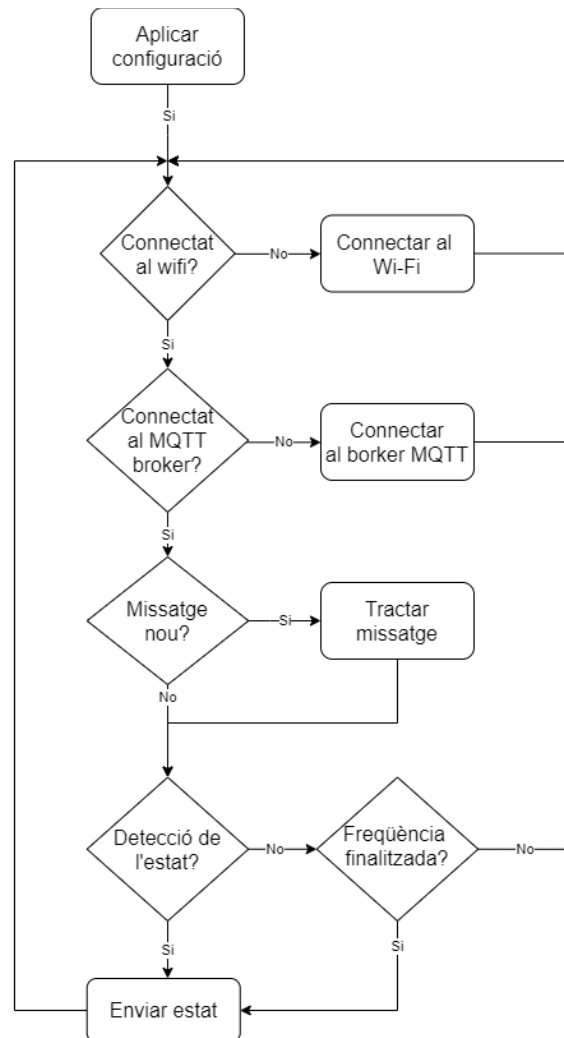 Aplicar
configuració
Si
Connectat
al wifi?
No
Connectar al
Wi-Fi
Si
Connectat
al MQTT
broker?
No
Connectar
al borker MQTT
Si
Missatge
nou?
Si
Tractar
missatge
No
Detecció de
l'estat?
No
Freqüència
finalitzada?
No
Si
Si
Enviar estat